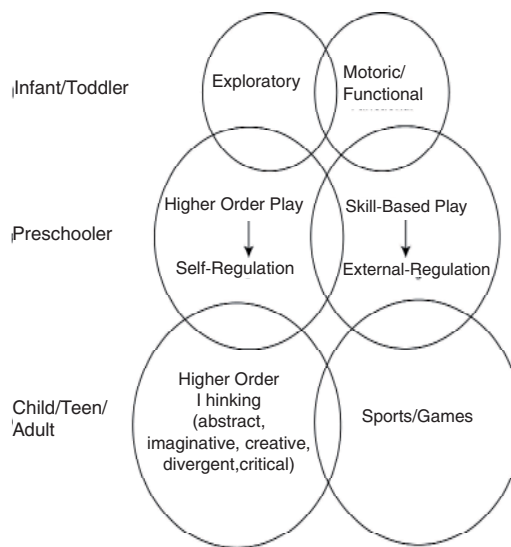 Infant/Toddler
Exploratory
Motoric/
Functional
Preschooler
Higher Order Play
Self-Regulation
Skill-Based Play
External-Regulation
Child/Teen/
Adult
Higher Order
I hinking
(abstract,
imaginative, creative,
divergent,critical)
Sports/Games